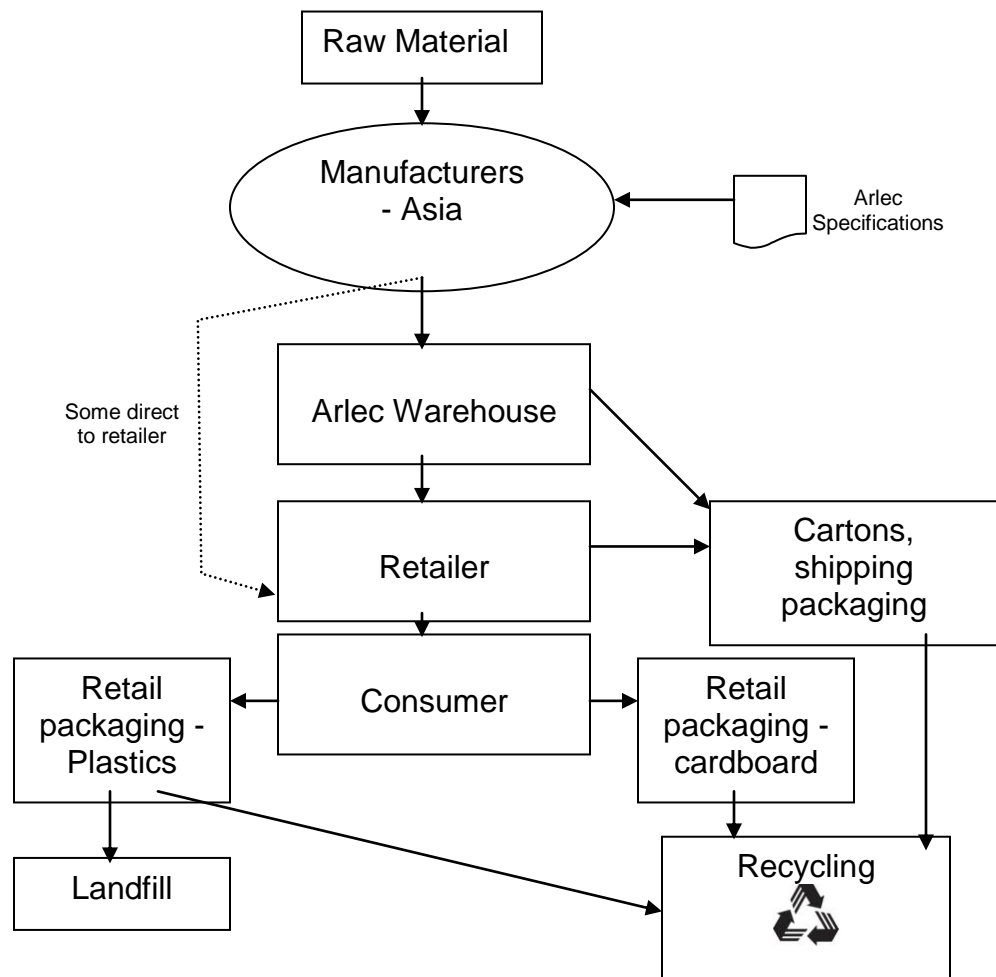 Raw Material
Manufacturers
- Asia
Arlec
Specifications
Some direct
to retailer
Arlec Warehouse
Retailer
Cartons,
shipping
packaging
Consumer
Retail
packaging -
Plastics
Retail
packaging -
cardboard
Landfill
Recycling